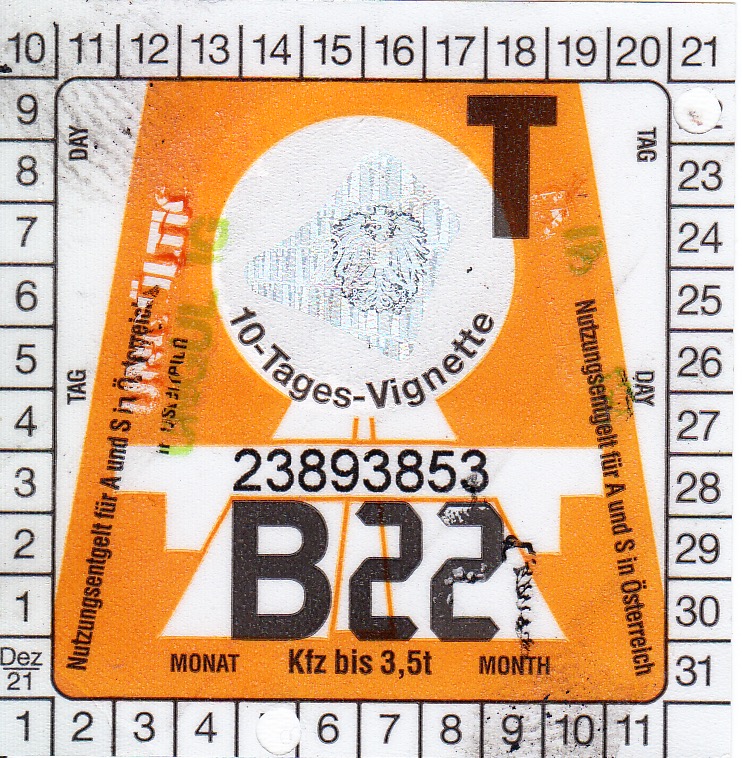 10 11 12 13 14 15 16 17 18 19 20 21
9
8
7
6
5
4
3
2
1
Dez
21
DAY
TAG
T
TAG
DAY
10-Tages-Vignette
UNGÜLTIG
Nutzungsentgelt für A und S in Österreich
Nutzungsentgelt für A und S in Österreich
23893853
B22
MONAT Kfz bis 3,5t MONTH
23
24
25
26
27
28
29
30
31
1 2 3 4 6 7 8 9 10 11